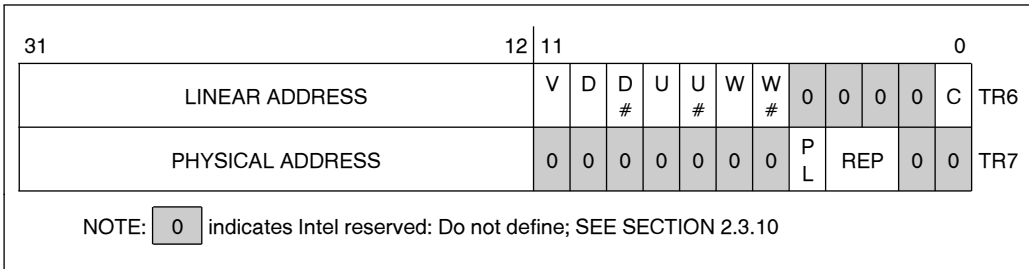 31 12 11 0
LINEAR ADDRESS V D D# U U# W W# 0 0 0 0 C TR6
PHYSICAL ADDRESS 0 0 0 0 0 0 0 PL REP 0 0 TR7
NOTE: 0 indicates Intel reserved: Do not define; SEE SECTION 2.3.10